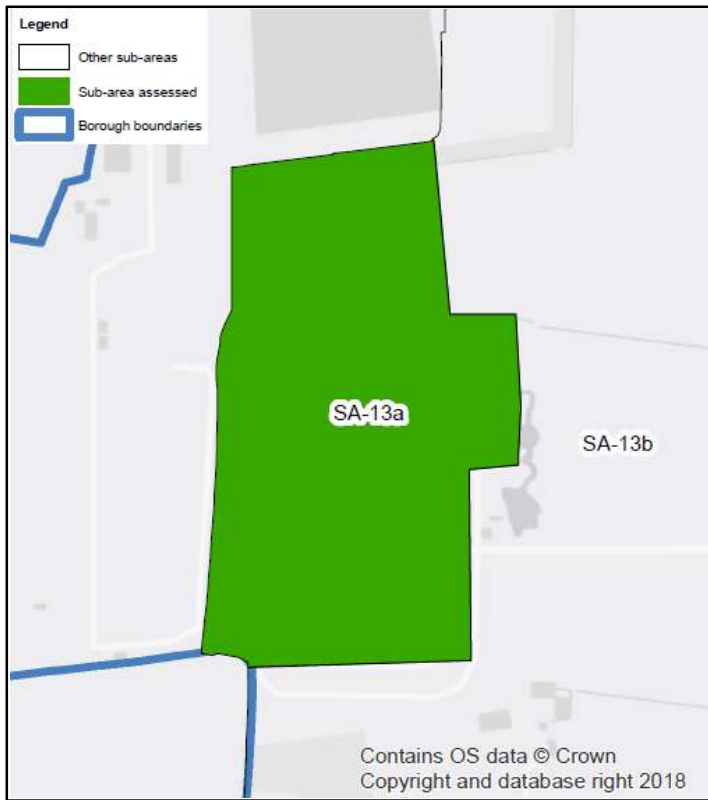 Legend
Other sub-areas
Sub-area assessed
Borough boundaries
SA-13a
SA-13b
Contains OS data © Crown
Copyright and database right 2018